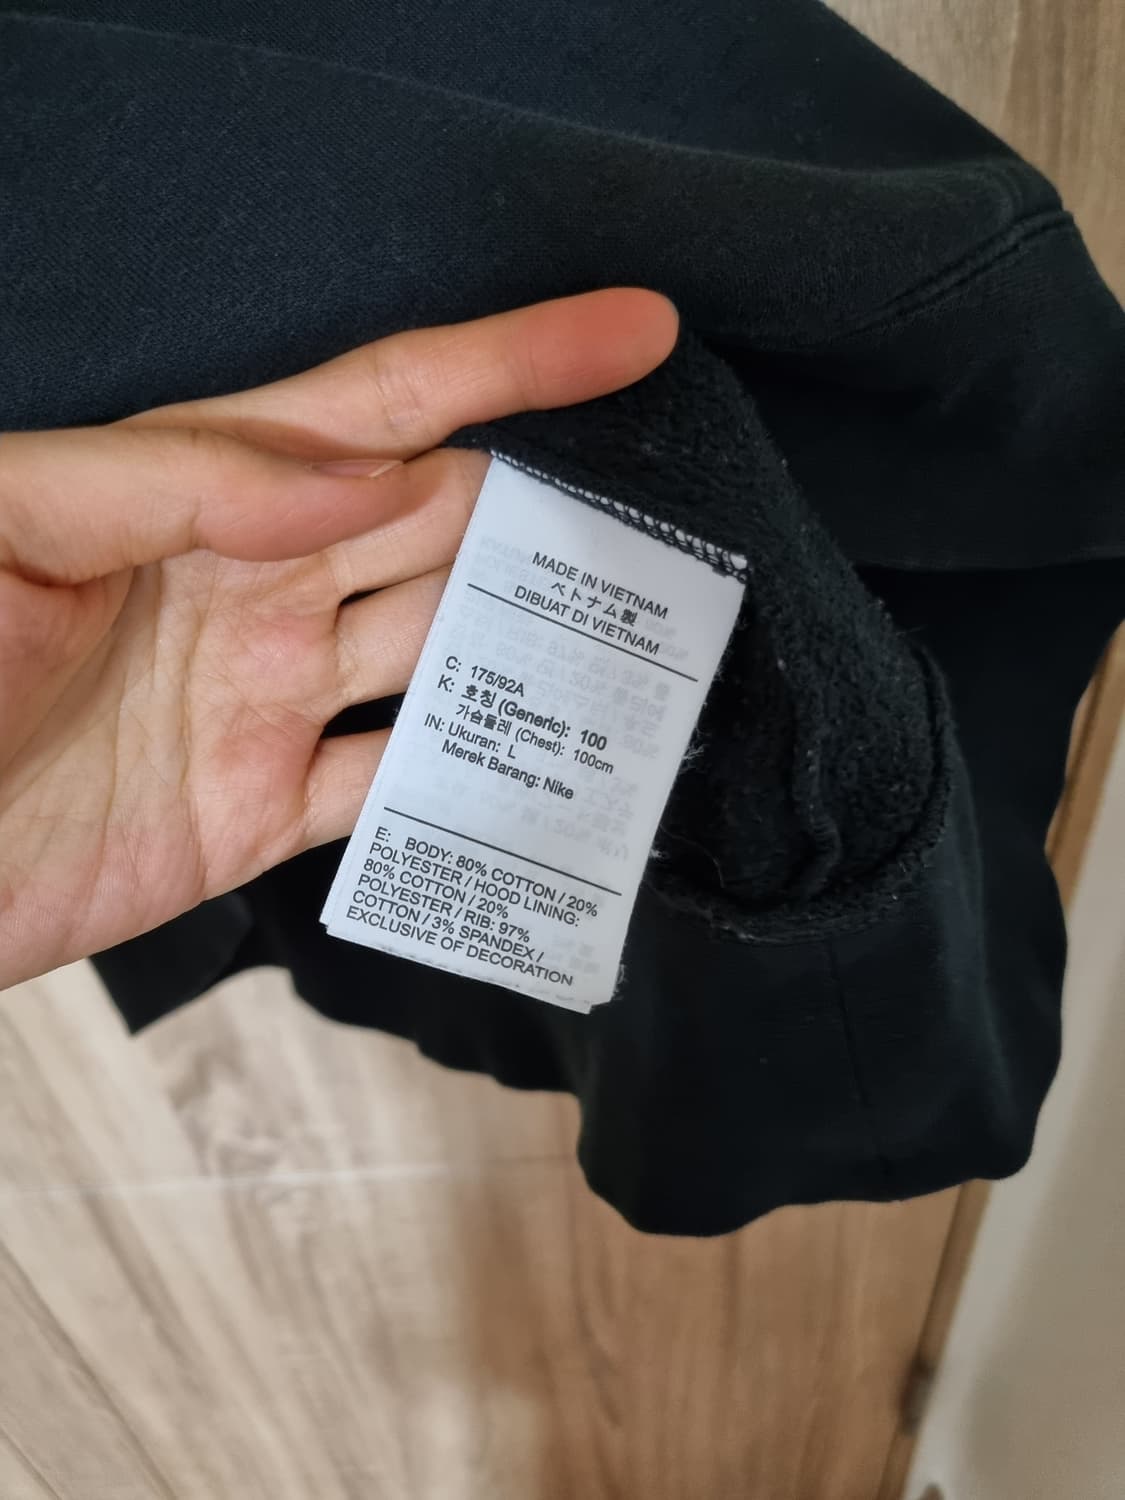 MADE IN VIETNAM
ベトナム製
DIBUAT DI VIETNAM
C: 175/92A
K: 호칭 (Generic): 100
가슴둘레 (Chest): 100cm
IN: Ukuran: L
Merek Barang: Nike
E: BODY: 80% COTTON / 20%
POLYESTER / HOOD LINING:
80% COTTON / 20%
POLYESTER / RIB: 97%
COTTON / 3% SPANDEX /
EXCLUSIVE OF DECORATION